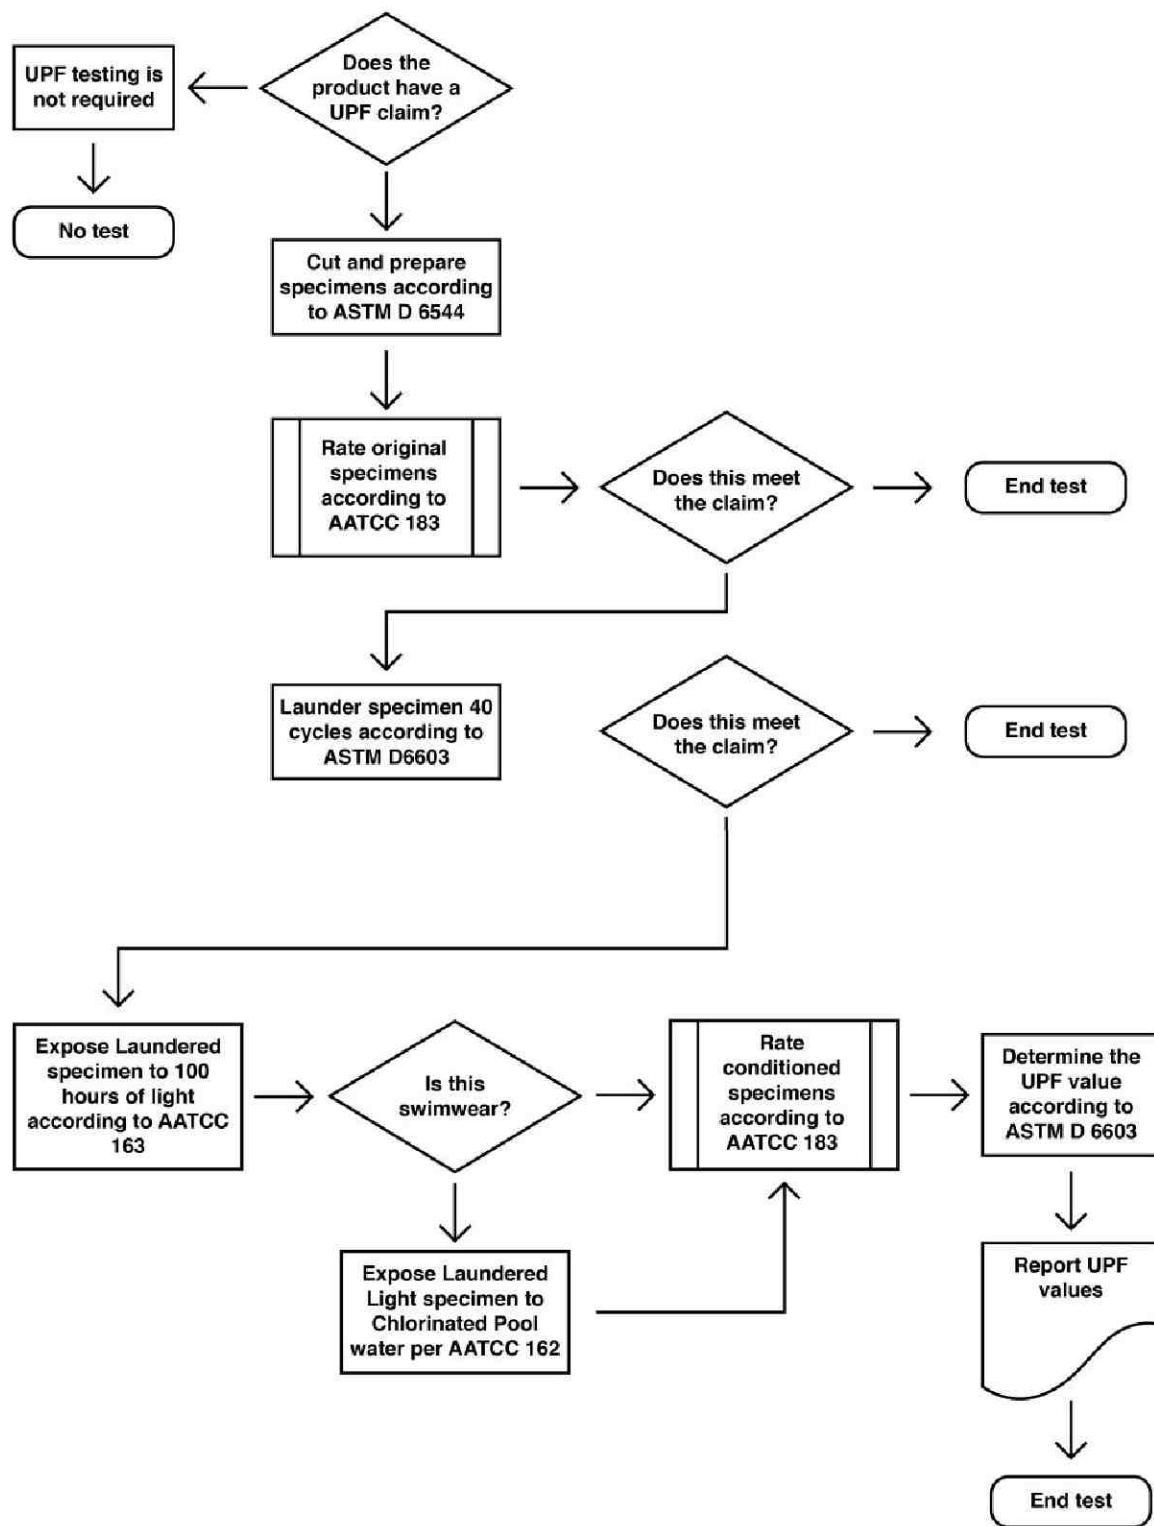 Does the
product have a
UPF claim?
UPF testing is
not required
No test
Cut and prepare
specimens according
to ASTM D 6544
Rate original
specimens
according to
AATCC 183
Does this meet
the claim?
End test
Launder specimen 40
cycles according to
ASTM D6603
Does this meet
the claim?
End test
Expose Laundered
specimen to 100
hours of light
according to AATCC
163
Is this
swimwear?
Rate
conditioned
specimens
according to
AATCC 183
Determine the
UPF value
according to
ASTM D 6603
Expose Laundered
Light specimen to
Chlorinated Pool
water per AATCC 162
Report UPF
values
End test